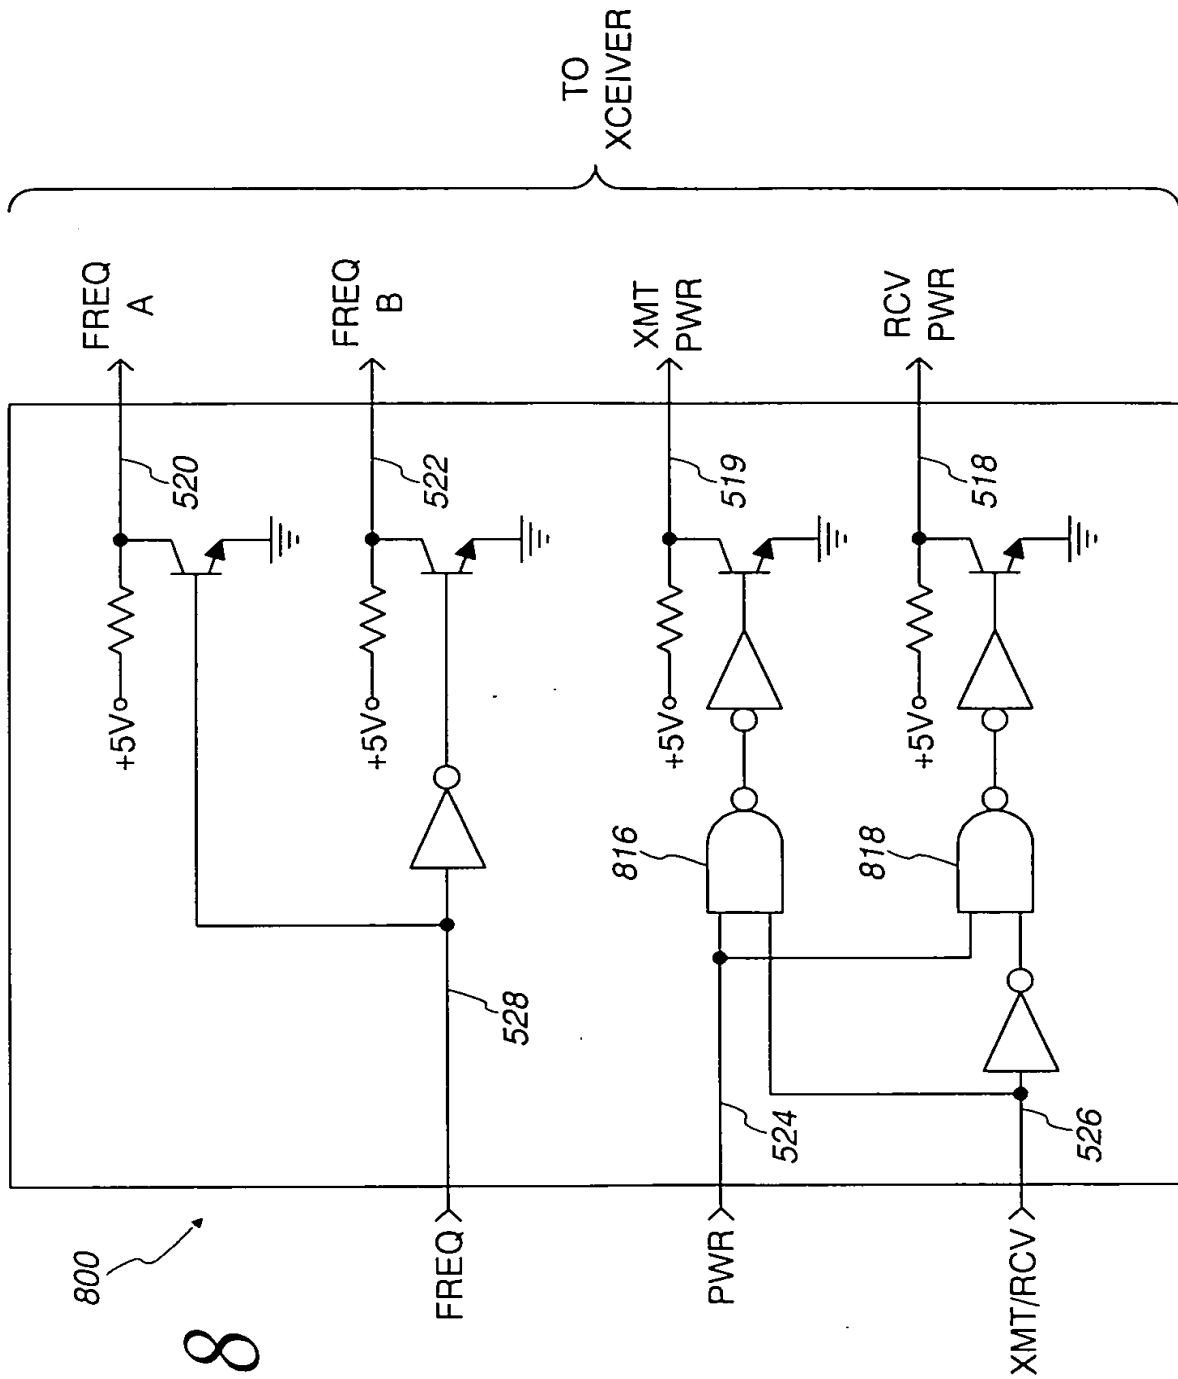 8
800
FREQ
PWR
XMT/RCV
528
524
526
816
818
+5V
+5V
+5V
+5V
520
522
519
518
FREQ
A
FREQ
B
XMT
PWR
RCV
PWR
TO
XCEIVER